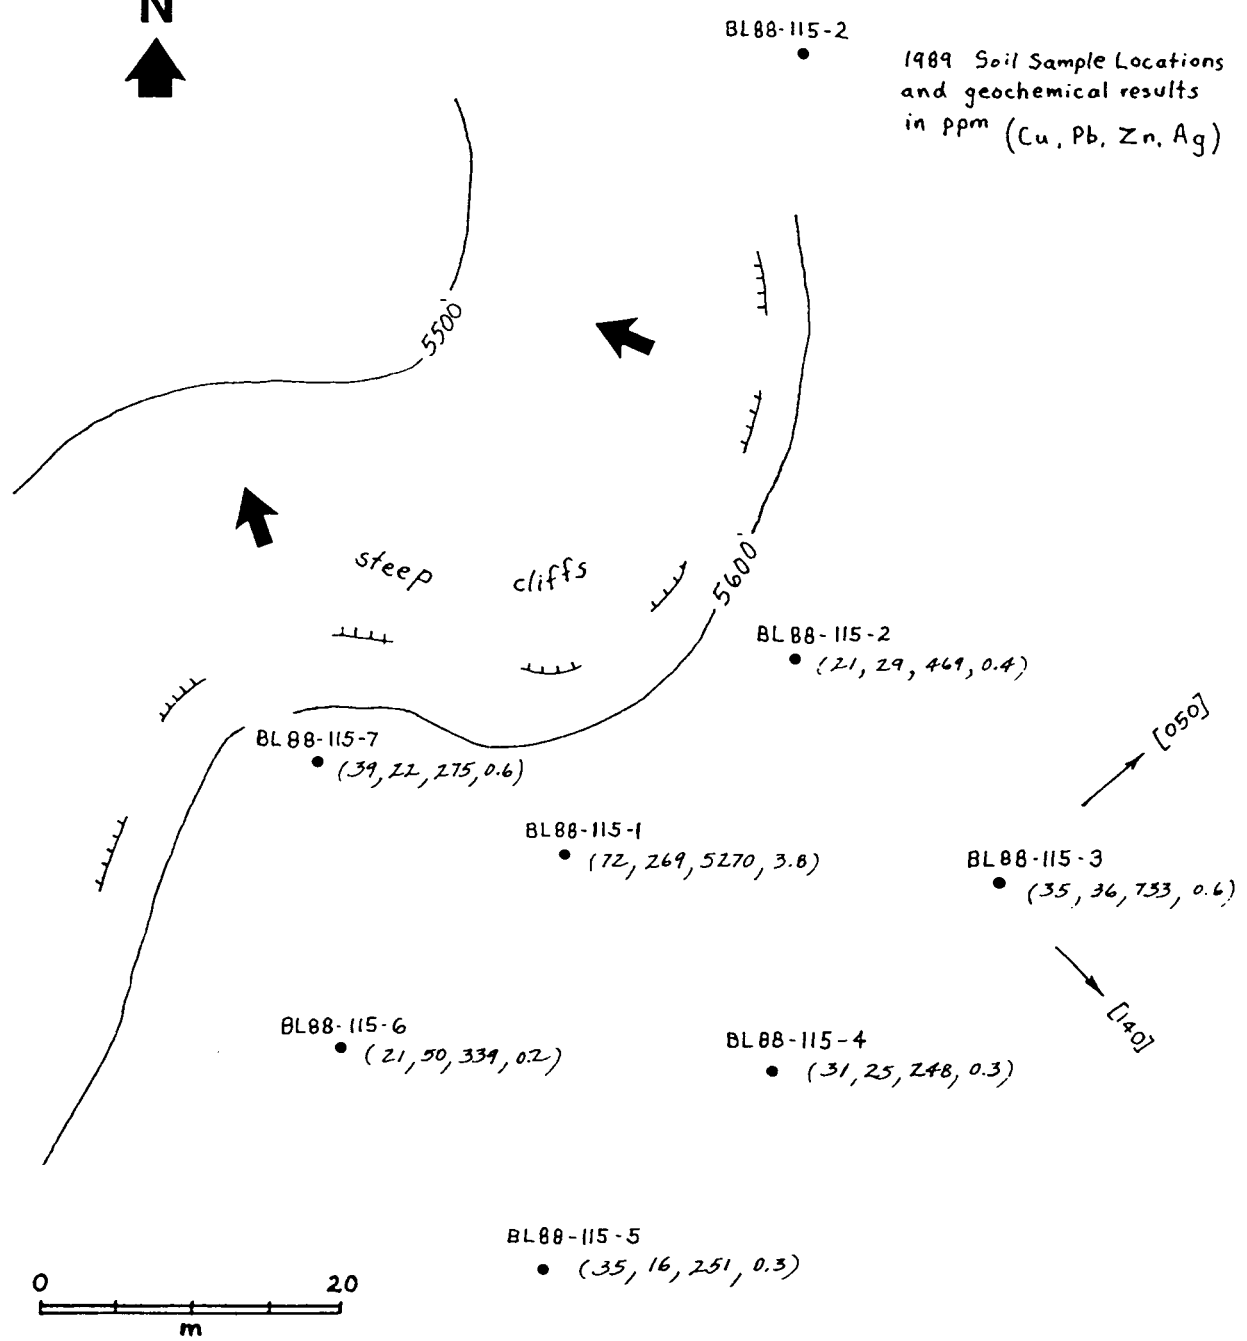 N
BL88-115-2
1989 Soil Sample Locations
and geochemical results
in ppm (Cu, Pb, Zn, Ag)
5500'
steep cliffs
5600'
BL88-115-2
(21, 29, 469, 0.4)
[050]
BL88-115-7
(39, 22, 275, 0.6)
BL88-115-1
(72, 269, 5270, 3.8)
BL88-115-3
(35, 36, 733, 0.6)
BL88-115-6
(21, 50, 339, 0.2)
BL88-115-4
(31, 25, 248, 0.3)
[140]
BL88-115-5
(35, 16, 251, 0.3)
0 20
m